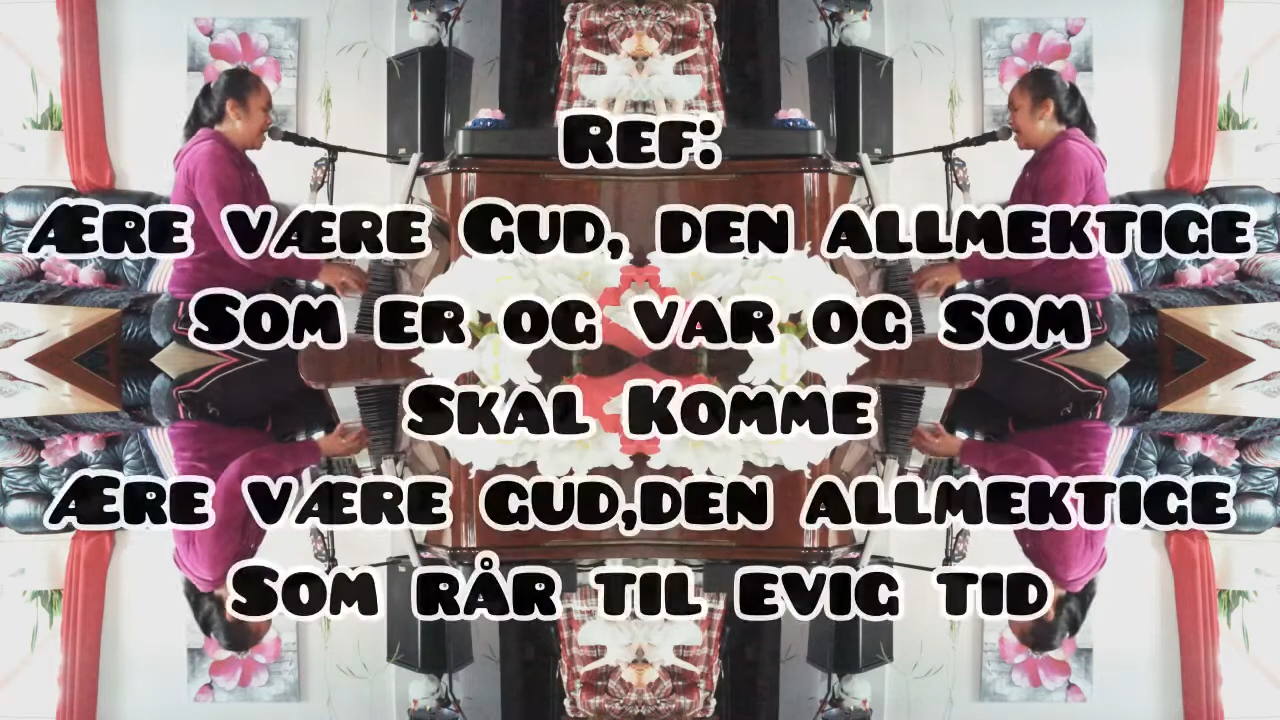 Ref:
Ære være Gud, den allmektige
Som er og var og som
Skal Komme
Ære være gud,den allmektige
Som rår til evig tid